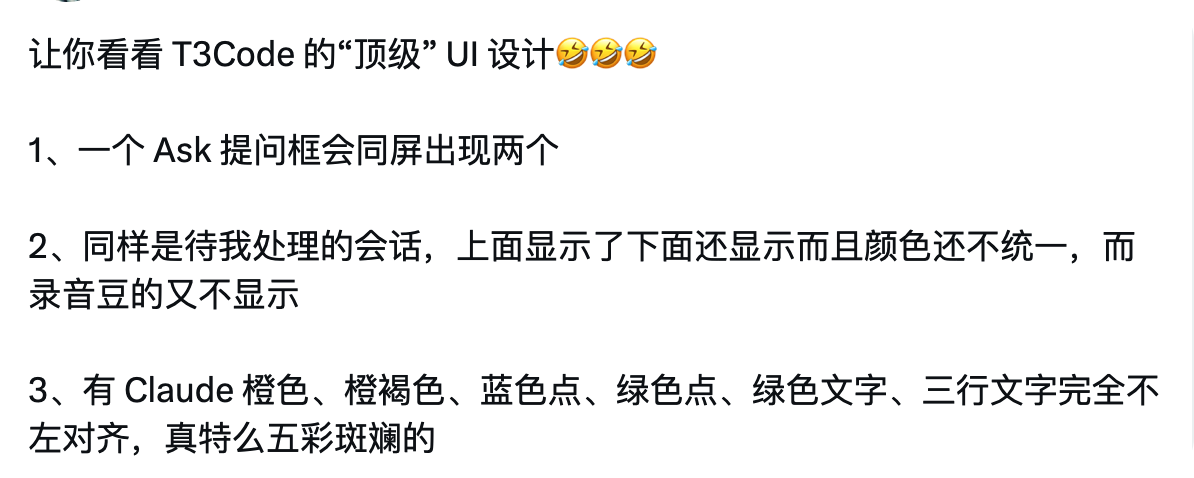 让你看看 T3Code 的“顶级” UI 设计🤣🤣🤣
1、一个 Ask 提问框会同屏出现两个
2、同样是待我处理的会话，上面显示了下面还显示而且颜色还不统一，而
录音豆的又不显示
3、有 Claude 橙色、橙褐色、蓝色点、绿色点、绿色文字、三行文字完全不
左对齐，真特么五彩斑斓的